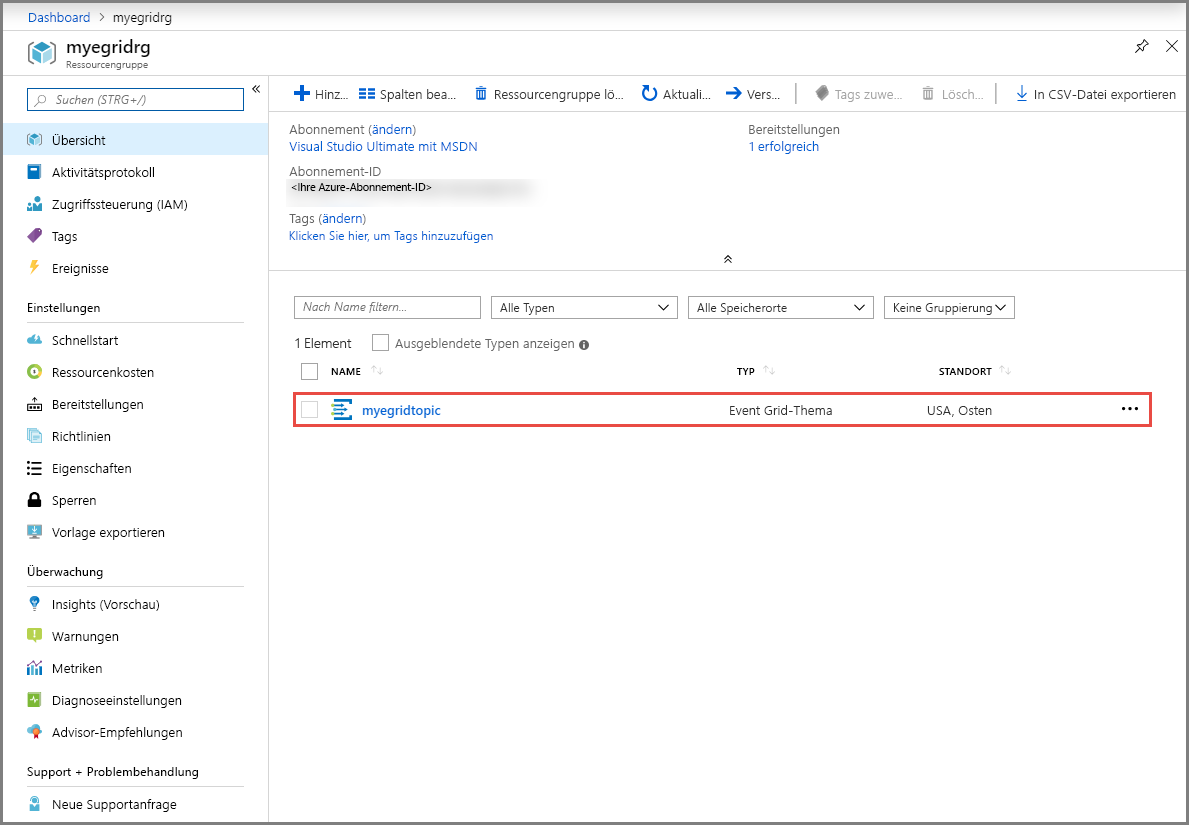 Dashboard > myegridrg
myegridrg
Ressourcengruppe
Suchen (STRG+/)
«
Übersicht
Aktivitätsprotokoll
Zugriffssteuerung (IAM)
Tags
Ereignisse
Einstellungen
Schnellstart
Ressourcenkosten
Bereitstellungen
Richtlinien
Eigenschaften
Sperren
Vorlage exportieren
Überwachung
Insights (Vorschau)
Warnungen
Metriken
Diagnoseeinstellungen
Advisor-Empfehlungen
Support + Problembehandlung
Neue Supportanfrage
Hinz... Spalten bea... Ressourcengruppe lö... Aktuali... Vers... Tags zuwe... Lösch... In CSV-Datei exportieren
Abonnement (ändern) Bereitstellungen
Visual Studio Ultimate mit MSDN 1 erfolgreich
Abonnement-ID
<Ihre Azure-Abonnement-ID>
Tags (ändern)
Klicken Sie hier, um Tags hinzuzufügen
Nach Name filtern... Alle Typen Alle Speicherorte Keine Gruppierung
1 Element Ausgeblendete Typen anzeigen
NAME TYP STANDORT
myegridtopic Event Grid-Thema USA, Osten